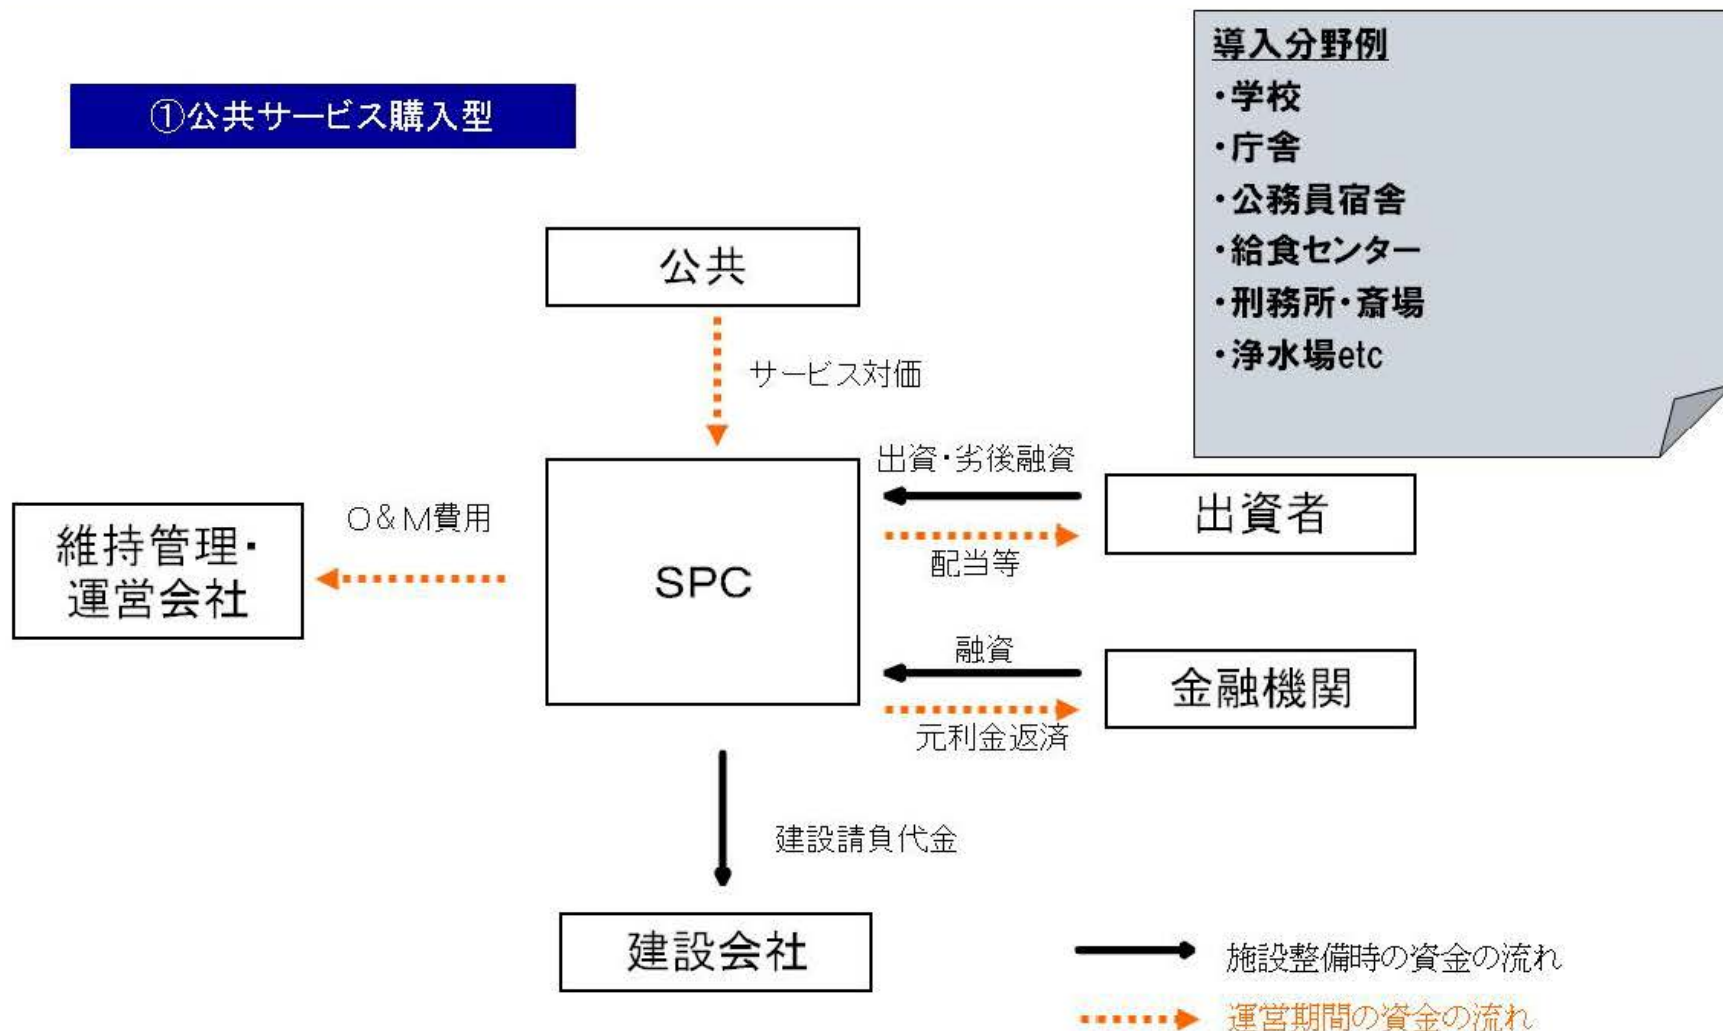 ①公共サービス購入型
導入分野例
・学校
・庁舎
・公務員宿舎
・給食センター
・刑務所・斎場
・浄水場etc
公共
サービス対価
出資・劣後融資
出資者
配当等
O&M費用
維持管理・
運営会社
SPC
融資
金融機関
元利金返済
建設請負代金
建設会社
施設整備時の資金の流れ
運営期間の資金の流れ